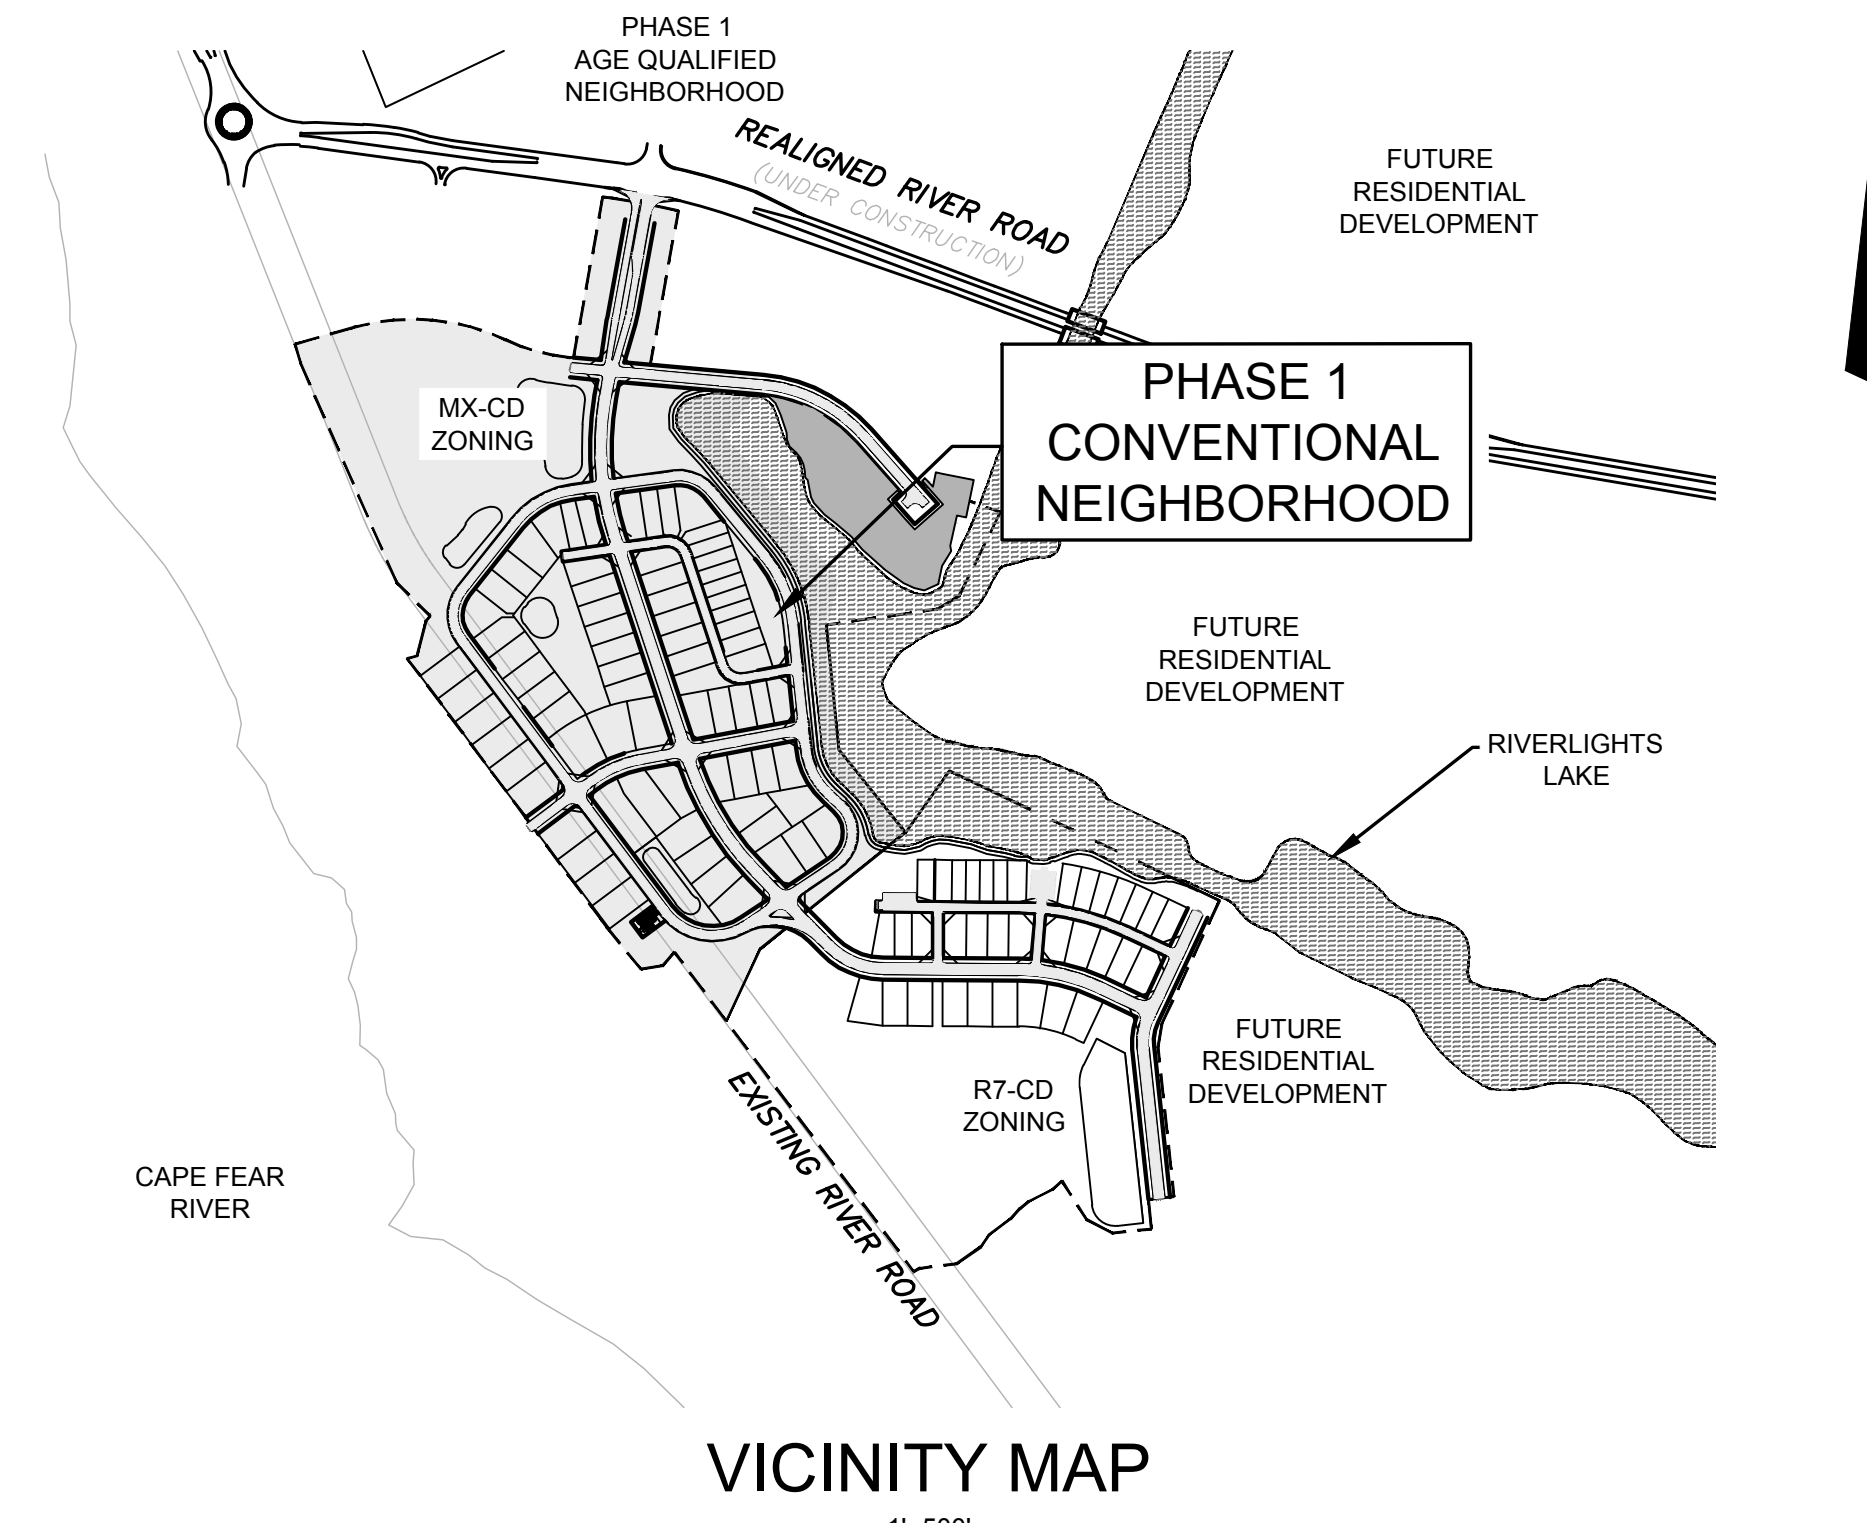 PHASE 1
AGE QUALIFIED
NEIGHBORHOOD
REALIGNED RIVER ROAD
(UNDER CONSTRUCTION)
FUTURE
RESIDENTIAL
DEVELOPMENT
MX-CD
ZONING
PHASE 1
CONVENTIONAL
NEIGHBORHOOD
FUTURE
RESIDENTIAL
DEVELOPMENT
RIVERLIGHTS
LAKE
FUTURE
RESIDENTIAL
DEVELOPMENT
R7-CD
ZONING
EXISTING RIVER ROAD
CAPE FEAR
RIVER
VICINITY MAP